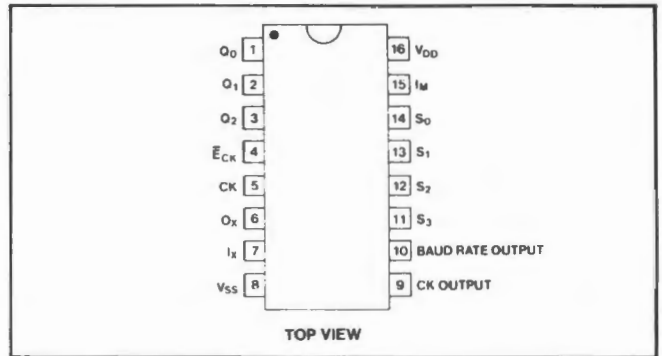 Q0 1 16 VDD
Q1 2 15 IM
Q2 3 14 S0
ĒCK 4 13 S1
CK 5 12 S2
OX 6 11 S3
IX 7 10 BAUD RATE OUTPUT
VSS 8 9 CK OUTPUT
TOP VIEW